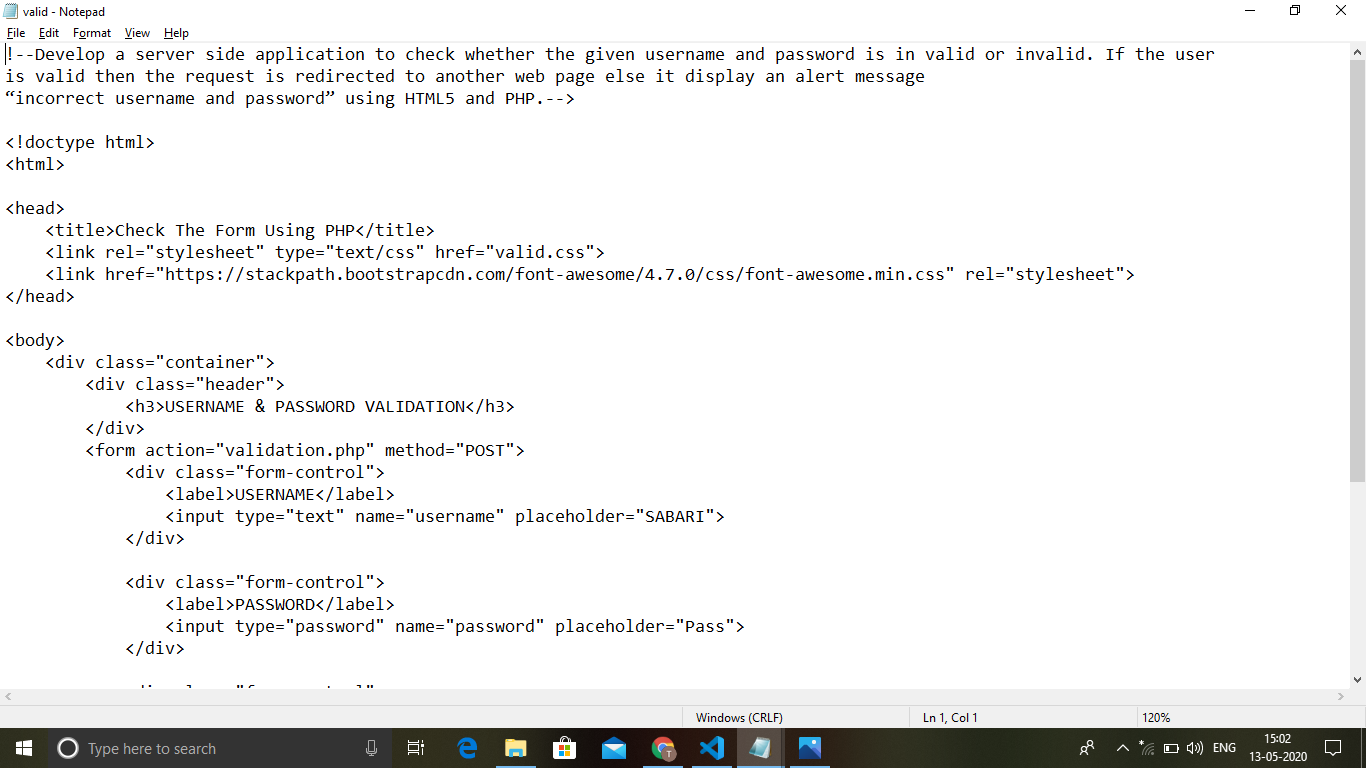 valid - Notepad
File Edit Format View Help
!--Develop a server side application to check whether the given username and password is in valid or invalid. If the user
is valid then the request is redirected to another web page else it display an alert message
“incorrect username and password” using HTML5 and PHP.-->
<!doctype html>
<html>
<head>
<title>Check The Form Using PHP</title>
<link rel="stylesheet" type="text/css" href="valid.css">
<link href="https://stackpath.bootstrapcdn.com/font-awesome/4.7.0/css/font-awesome.min.css" rel="stylesheet">
</head>
<body>
<div class="container">
<div class="header">
<h3>USERNAME & PASSWORD VALIDATION</h3>
</div>
<form action="validation.php" method="POST">
<div class="form-control">
<label>USERNAME</label>
<input type="text" name="username" placeholder="SABARI">
</div>
<div class="form-control">
<label>PASSWORD</label>
<input type="password" name="password" placeholder="Pass">
</div>
Windows (CRLF) Ln 1, Col 1 120%
Type here to search
ENG
15:02
13-05-2020